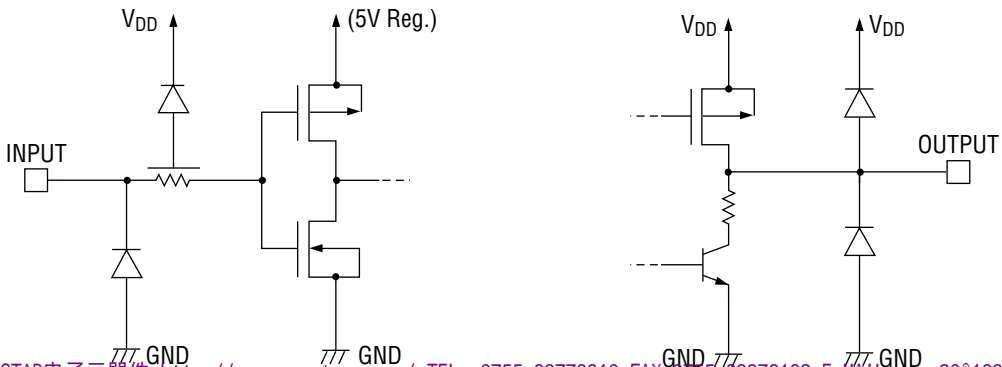 VDD
(5V Reg.)
INPUT
GND
GND
VDD
VDD
OUTPUT
GND
GND